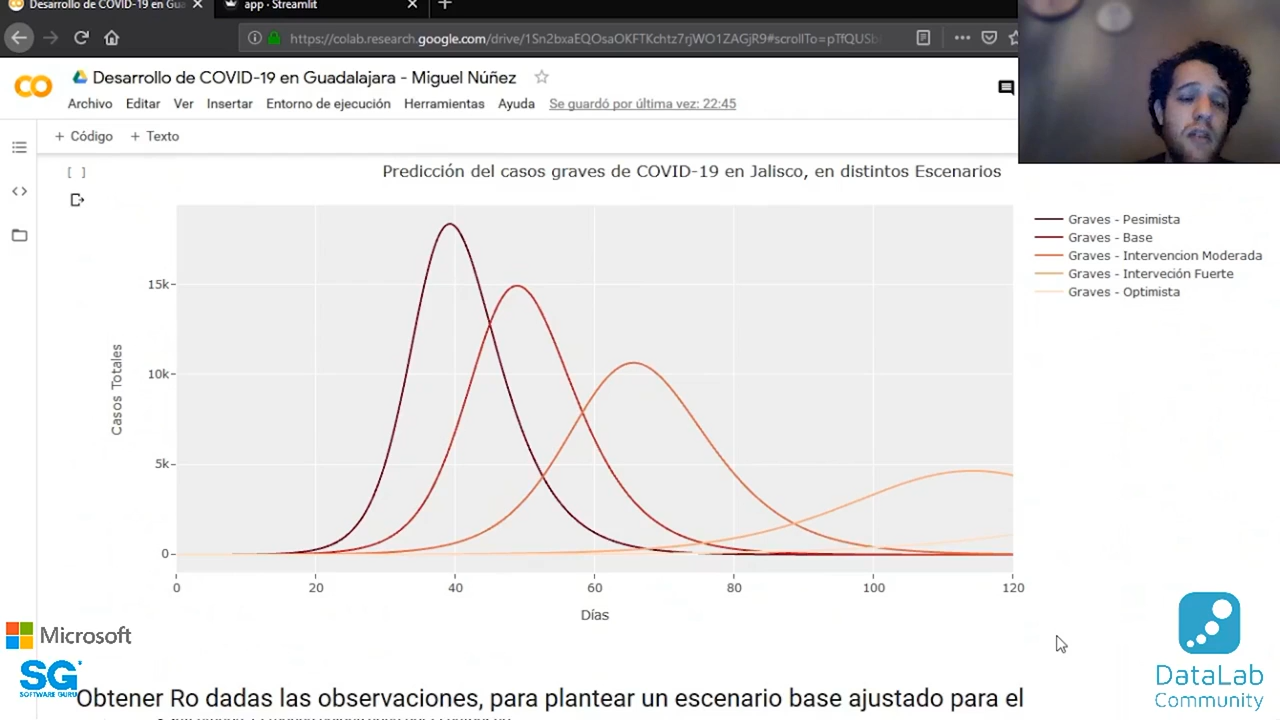 Desarrollo de COVID-19 en Gua
app · Streamlit
https://colab.research.google.com/drive/1Sn2bxaEQOsaOKFTKchtz7rjWO1ZAGjR9#scrollTo=pTfQUSb
CO
Desarrollo de COVID-19 en Guadalajara - Miguel Núñez
Archivo Editar Ver Insertar Entorno de ejecución Herramientas Ayuda Se guardó por última vez: 22:45
+ Código + Texto
[ ]
Predicción del casos graves de COVID-19 en Jalisco, en distintos Escenarios
Graves - Pesimista
Graves - Base
Graves - Intervencion Moderada
Graves - Interveción Fuerte
Graves - Optimista
15k
10k
5k
0
Casos Totales
0 20 40 60 80 100 120
Días
Microsoft
SG
SOFTWARE GURU
DataLab
Community
Obtener Ro dadas las observaciones, para plantear un escenario base ajustado para el